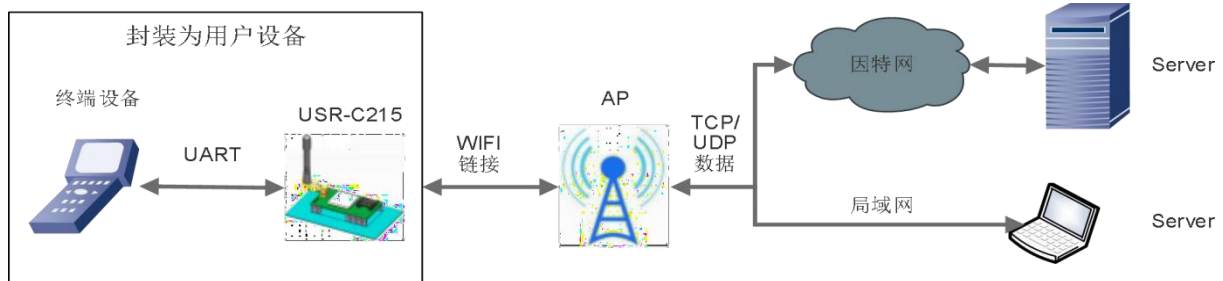 封装为用户设备
终端设备
USR-C215
UART
WIFI
链接
AP
TCP/
UDP
数据
因特网
Server
局域网
Server